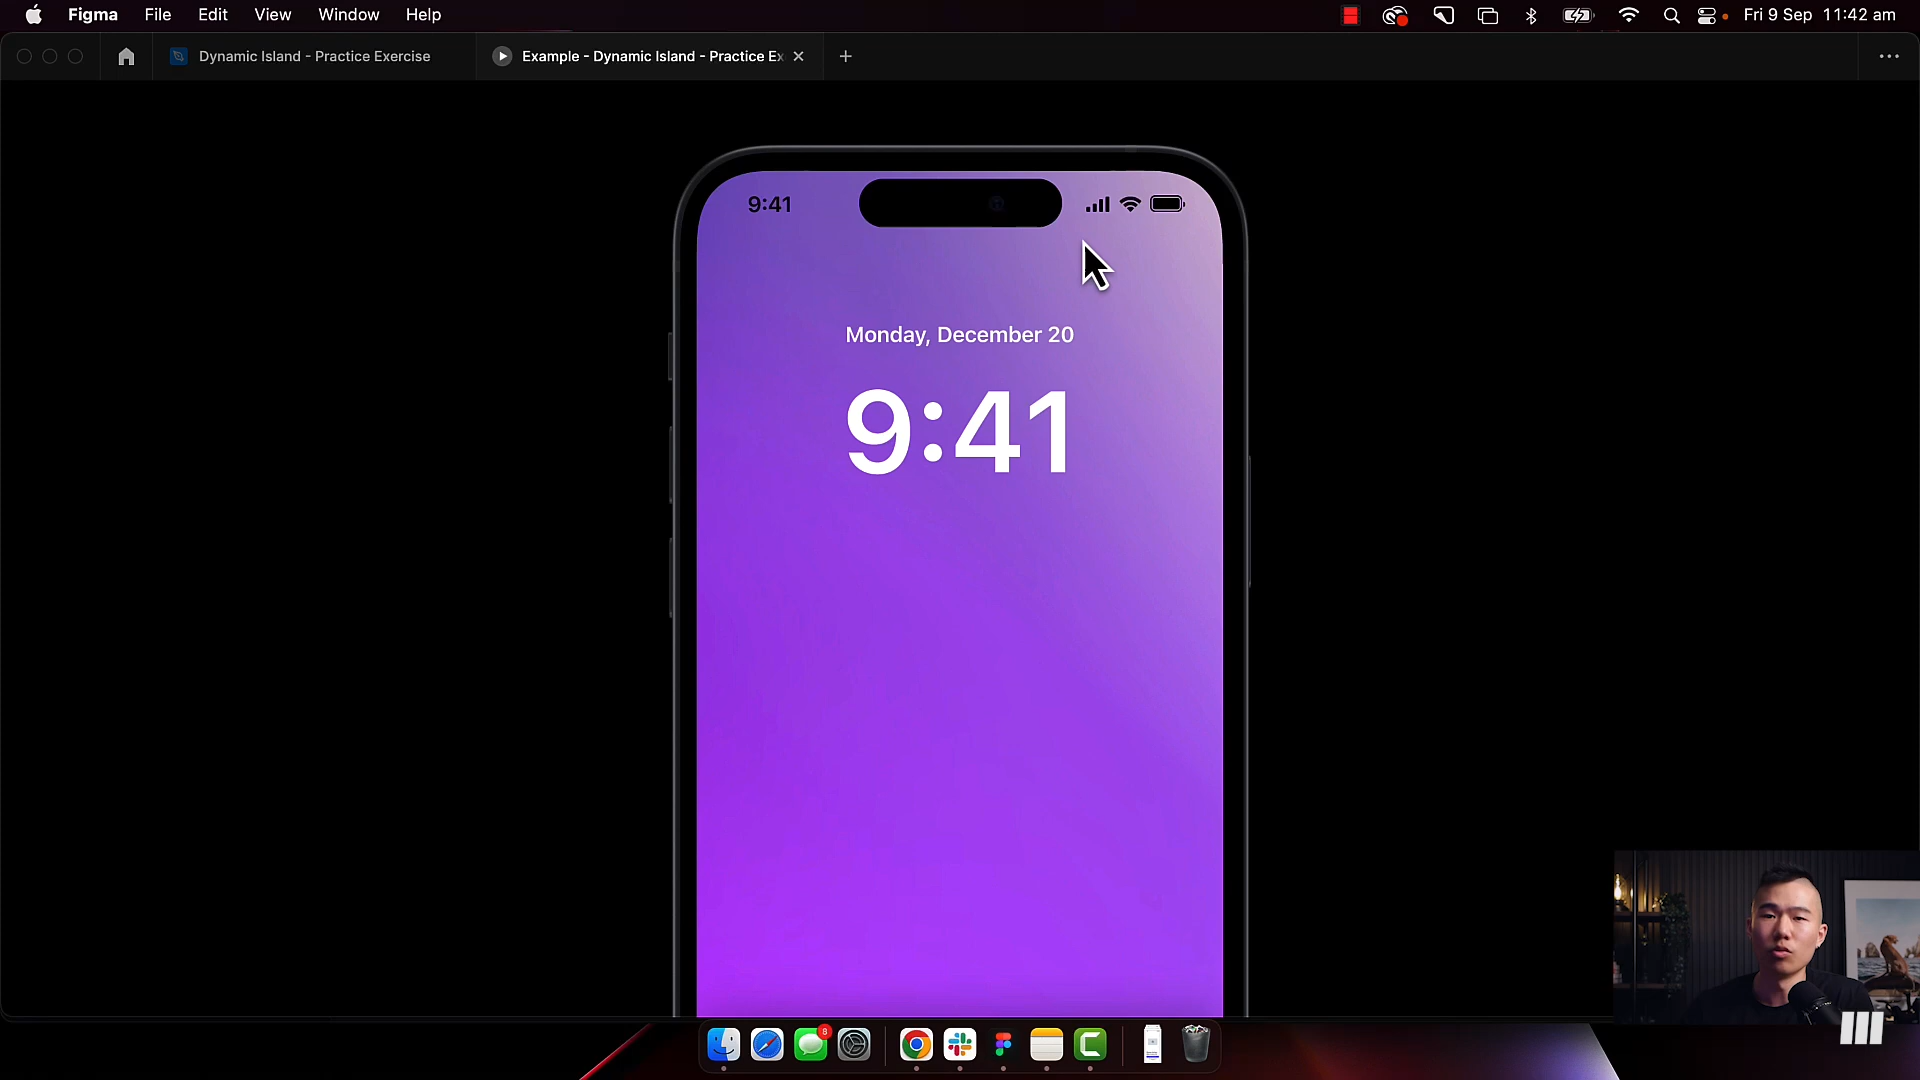 Figma File Edit View Window Help Fri 9 Sep 11:42 am
Dynamic Island - Practice Exercise Example - Dynamic Island - Practice Ex
9:41
Monday, December 20
9:41
8